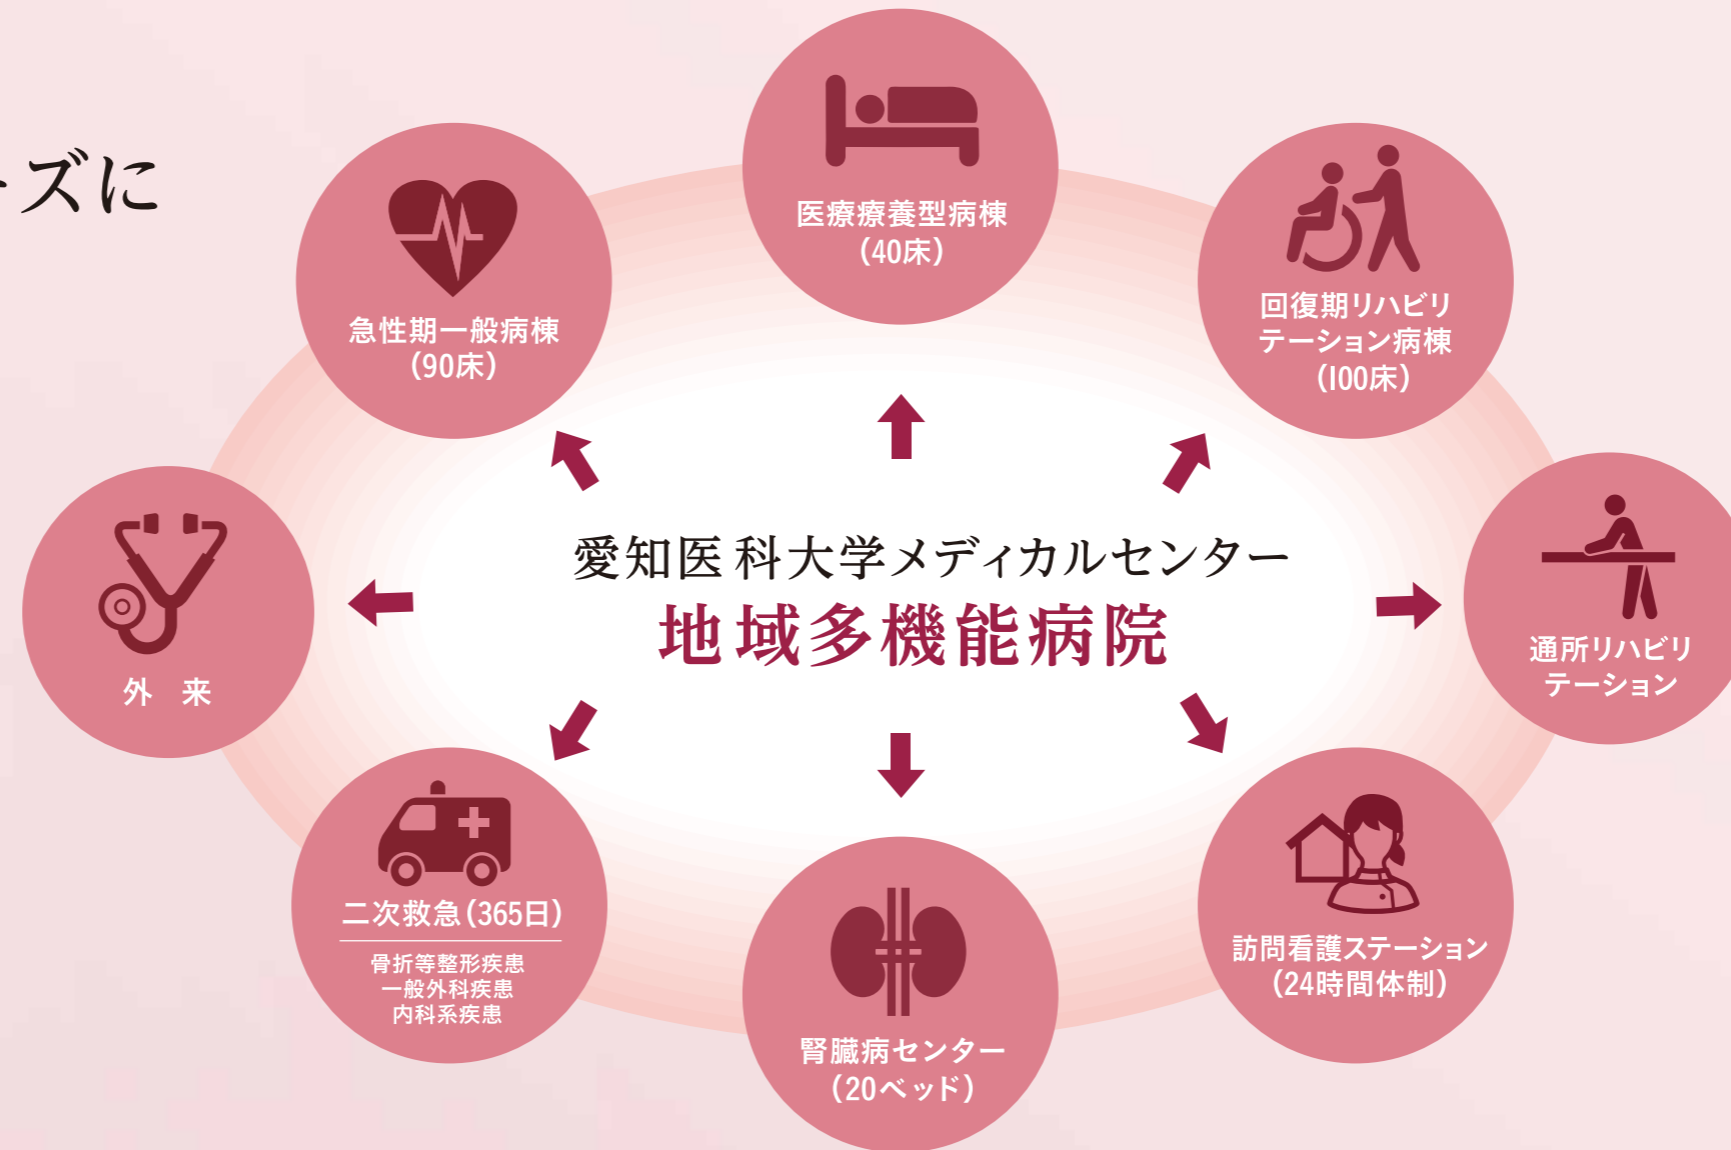 ーズに
医療療養型病棟
(40床)
急性期一般病棟
(90床)
回復期リハビリ
テーション病棟
(100床)
愛知医科大学メディカルセンター
地域多機能病院
外　来
通所リハビリ
テーション
二次救急(365日)
骨折等整形疾患
一般外科疾患
内科系疾患
訪問看護ステーション
(24時間体制)
腎臓病センター
(20ベッド)